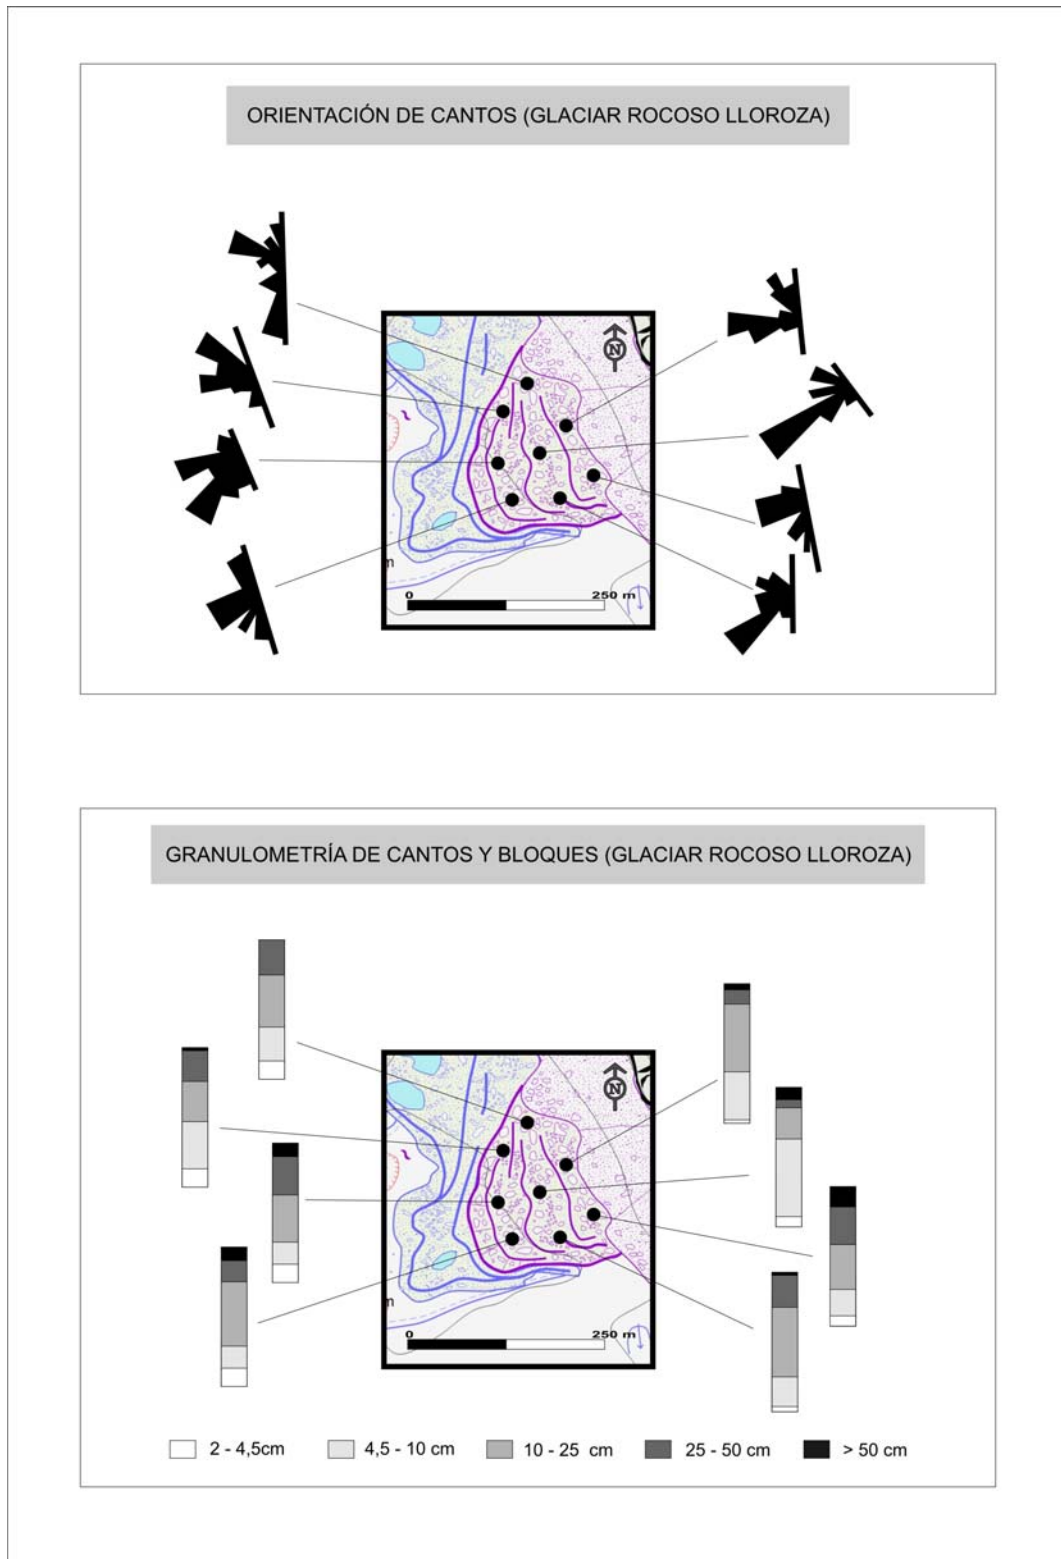 ORIENTACIÓN DE CANTOS (GLACIAR ROCOSO LLOROZA)
N
m
0 250 m
GRANULOMETRÍA DE CANTOS Y BLOQUES (GLACIAR ROCOSO LLOROZA)
N
m
0 250 m
2 - 4,5cm 4,5 - 10 cm 10 - 25 cm 25 - 50 cm > 50 cm